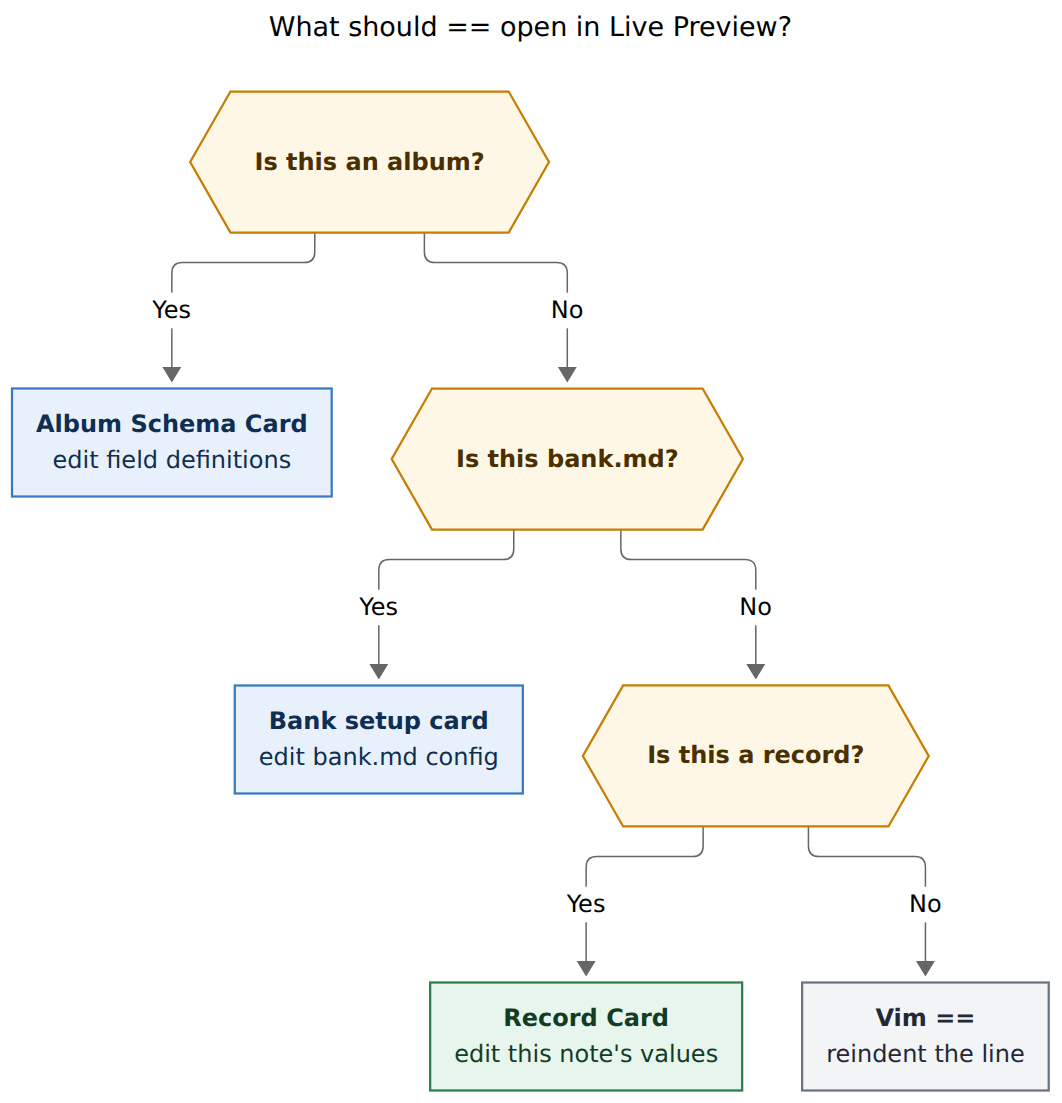 What should == open in Live Preview?
Is this an album?
Yes
No
Album Schema Card
edit field definitions
Is this bank.md?
Yes
No
Bank setup card
edit bank.md config
Is this a record?
Yes
No
Record Card
edit this note's values
Vim ==
reindent the line